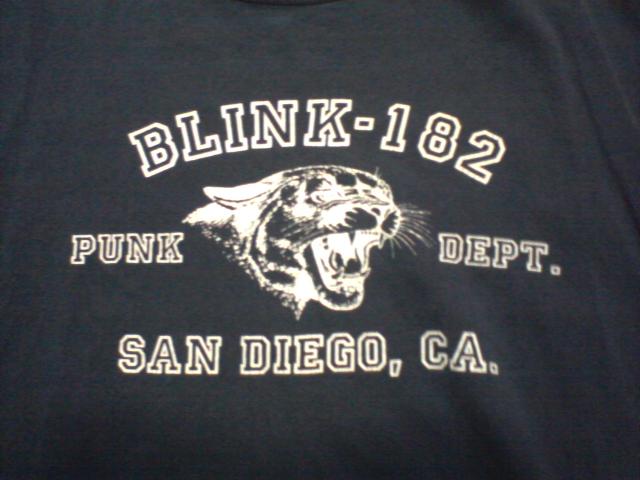 BLINK-182
PUNK DEPT.
SAN DIEGO, CA.